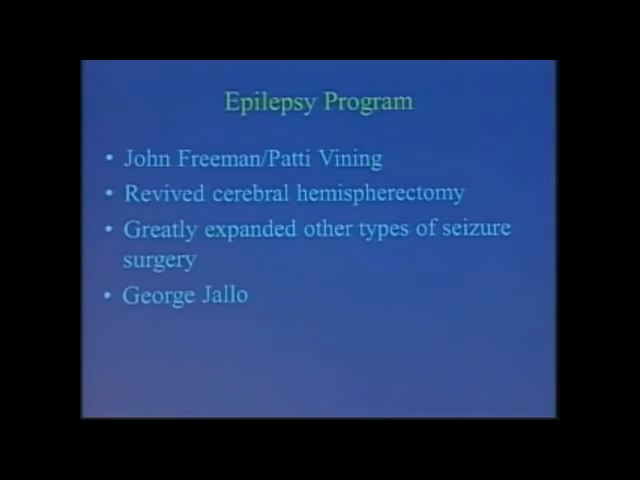 Epilepsy Program
• John Freeman/Patti Vining
• Revived cerebral hemispherectomy
• Greatly expanded other types of seizure
surgery
• George Jallo